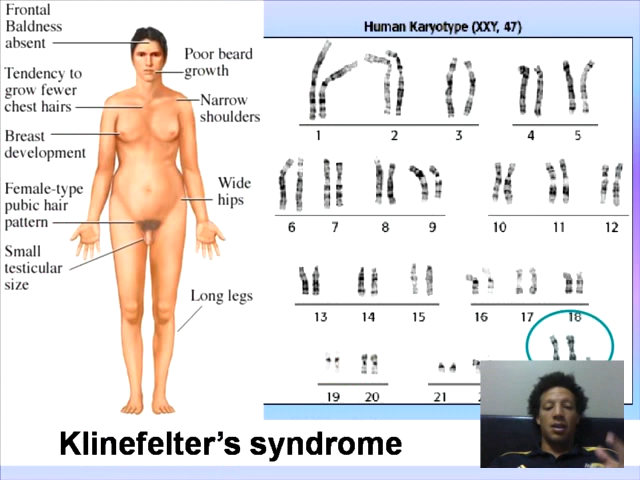 Frontal
Baldness
absent
Poor beard
growth
Tendency to
grow fewer
chest hairs
Narrow
shoulders
Breast
development
Female-type
pubic hair
pattern
Wide
hips
Small
testicular
size
Long legs
Human Karyotype (XXY, 47)
1 2 3 4 5
6 7 8 9 10 11 12
13 14 15 16 17 18
19 20 21
Klinefelter's syndrome